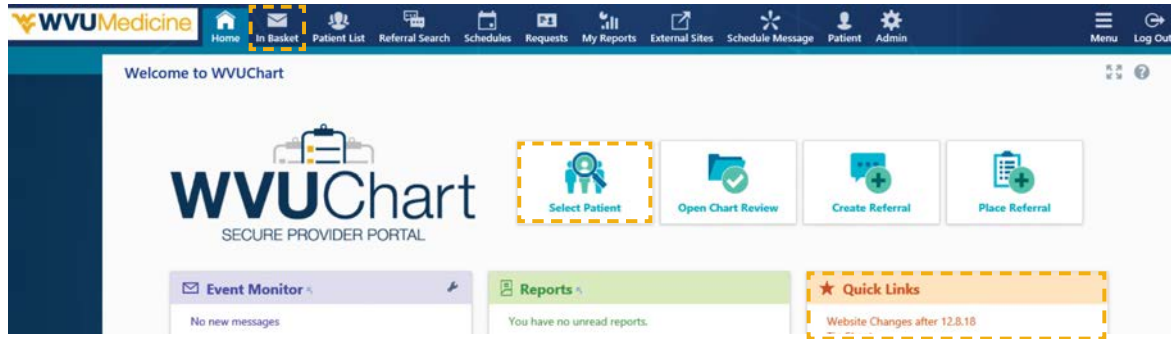 WVUMedicine
Home In Basket Patient List Referral Search Schedules Requests My Reports External Sites Schedule Message Patient Admin Menu Log Out
Welcome to WVUChart
WVUChart
SECURE PROVIDER PORTAL
Select Patient Open Chart Review Create Referral Place Referral
Event Monitor Reports Quick Links
No new messages You have no unread reports. Website Changes after 12.8.18